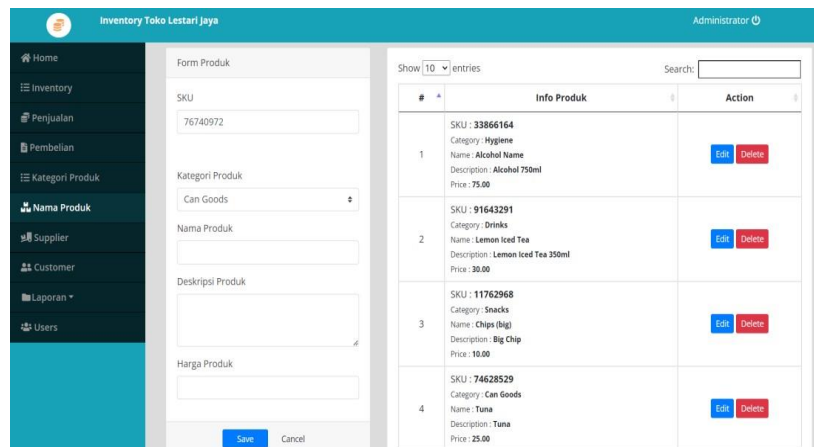 Inventory Toko Lestari Jaya
Administrator
Home
Inventory
Penjualan
Pembelian
Kategori Produk
Nama Produk
Supplier
Customer
Laporan
Users
Form Produk
SKU
76740972
Kategori Produk
Can Goods
Nama Produk
Deskripsi Produk
Harga Produk
Save Cancel
Show 10 entries
Search:
# Info Produk Action
SKU : 33866164
Category : Hygiene
1 Name : Alcohol Name Edit Delete
Description : Alcohol 750ml
Price : 75.00
SKU : 91643291
Category : Drinks
2 Name : Lemon Iced Tea Edit Delete
Description : Lemon Iced Tea 350ml
Price : 30.00
SKU : 11762968
Category : Snacks
3 Name : Chips (big) Edit Delete
Description : Big Chip
Price : 10.00
SKU : 74628529
Category : Can Goods
4 Name : Tuna Edit Delete
Description : Tuna
Price : 25.00